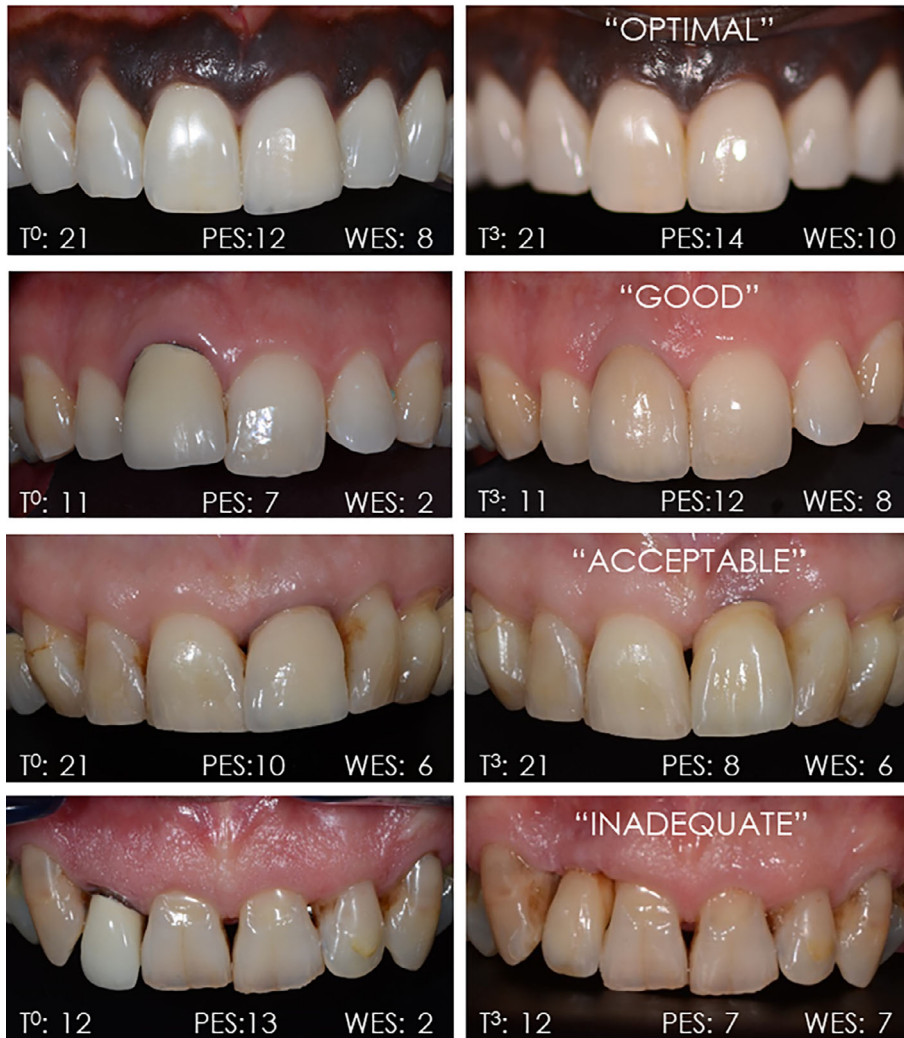 "OPTIMAL"
T⁰: 21 PES:12 WES: 8
T³: 21 PES:14 WES:10
"GOOD"
T⁰: 11 PES: 7 WES: 2
T³: 11 PES:12 WES: 8
"ACCEPTABLE"
T⁰: 21 PES:10 WES: 6
T³: 21 PES: 8 WES: 6
"INADEQUATE"
T⁰: 12 PES:13 WES: 2
T³: 12 PES: 7 WES: 7